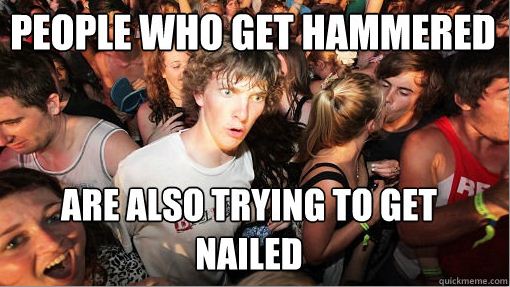 PEOPLE WHO GET HAMMERED
ARE ALSO TRYING TO GET
NAILED
quickmeme.com